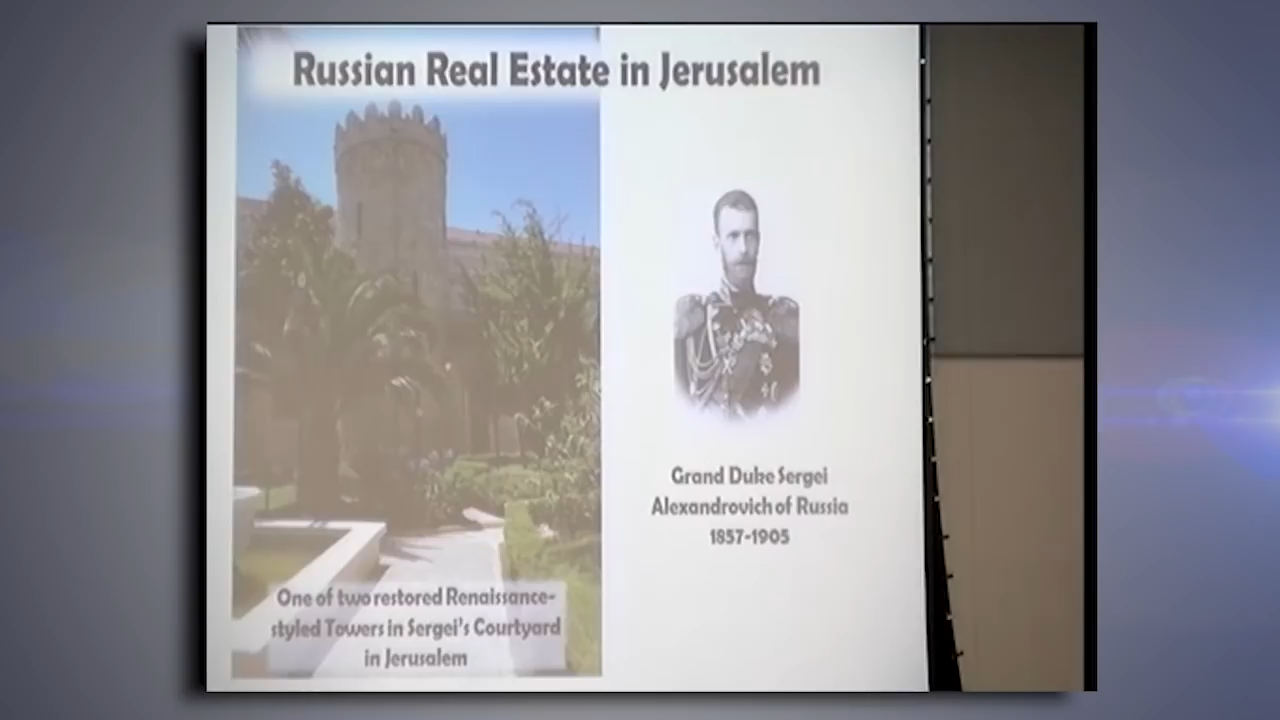 Russian Real Estate in Jerusalem
Grand Duke Sergei
Alexandrovich of Russia
1857-1905
One of two restored Renaissance-
styled Towers in Sergei's Courtyard
in Jerusalem